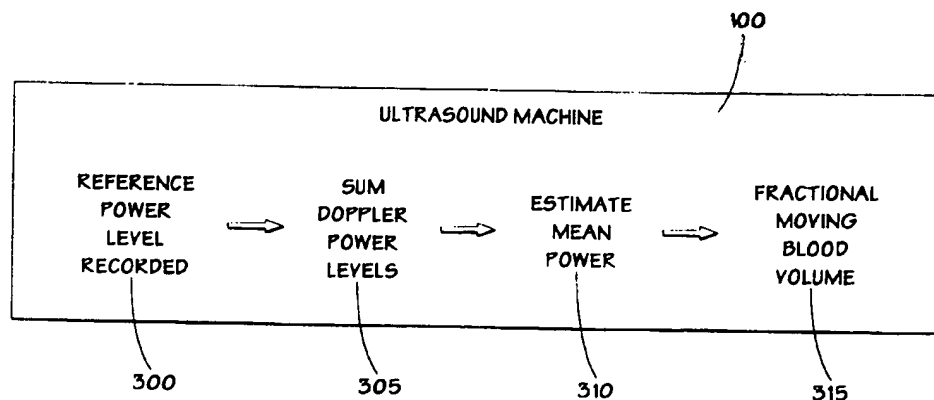 100
ULTRASOUND MACHINE
REFERENCE
POWER
LEVEL
RECORDED
SUM
DOPPLER
POWER
LEVELS
ESTIMATE
MEAN
POWER
FRACTIONAL
MOVING
BLOOD
VOLUME
300
305
310
315